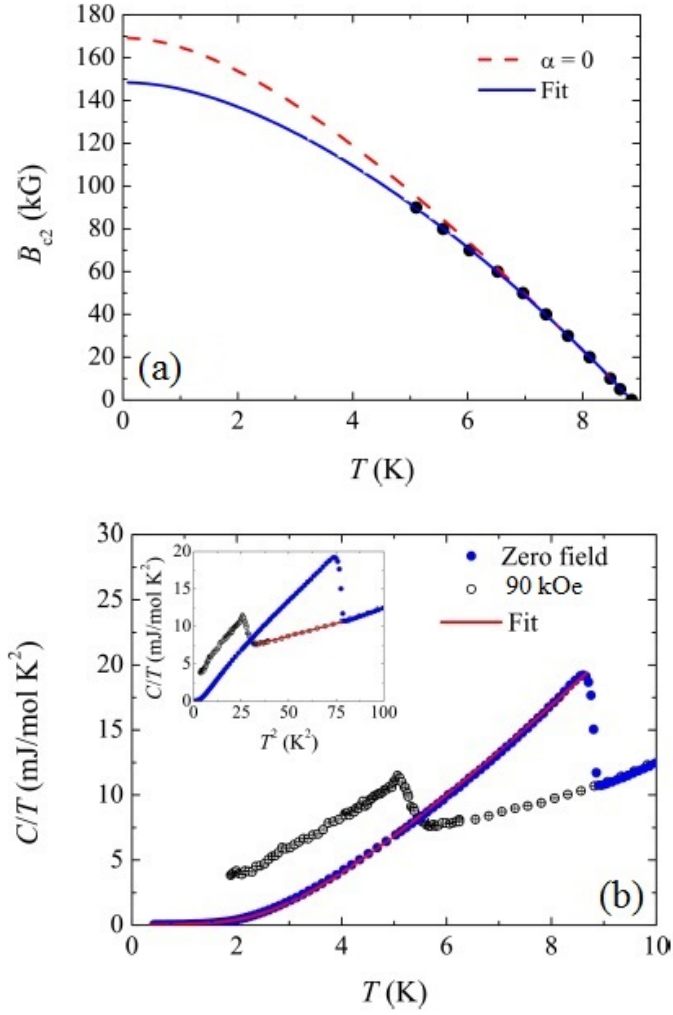 180
160
140
120
100
80
60
40
20
0
B̄c2 (kG)
α = 0
Fit
(a)
0 2 4 6 8
T (K)
30
25
20
15
10
5
0
C/T (mJ/mol K²)
Zero field
90 kOe
Fit
20
15
10
5
0
C/T (mJ/mol K²)
0 25 50 75 100
T² (K²)
(b)
0 2 4 6 8 10
T (K)